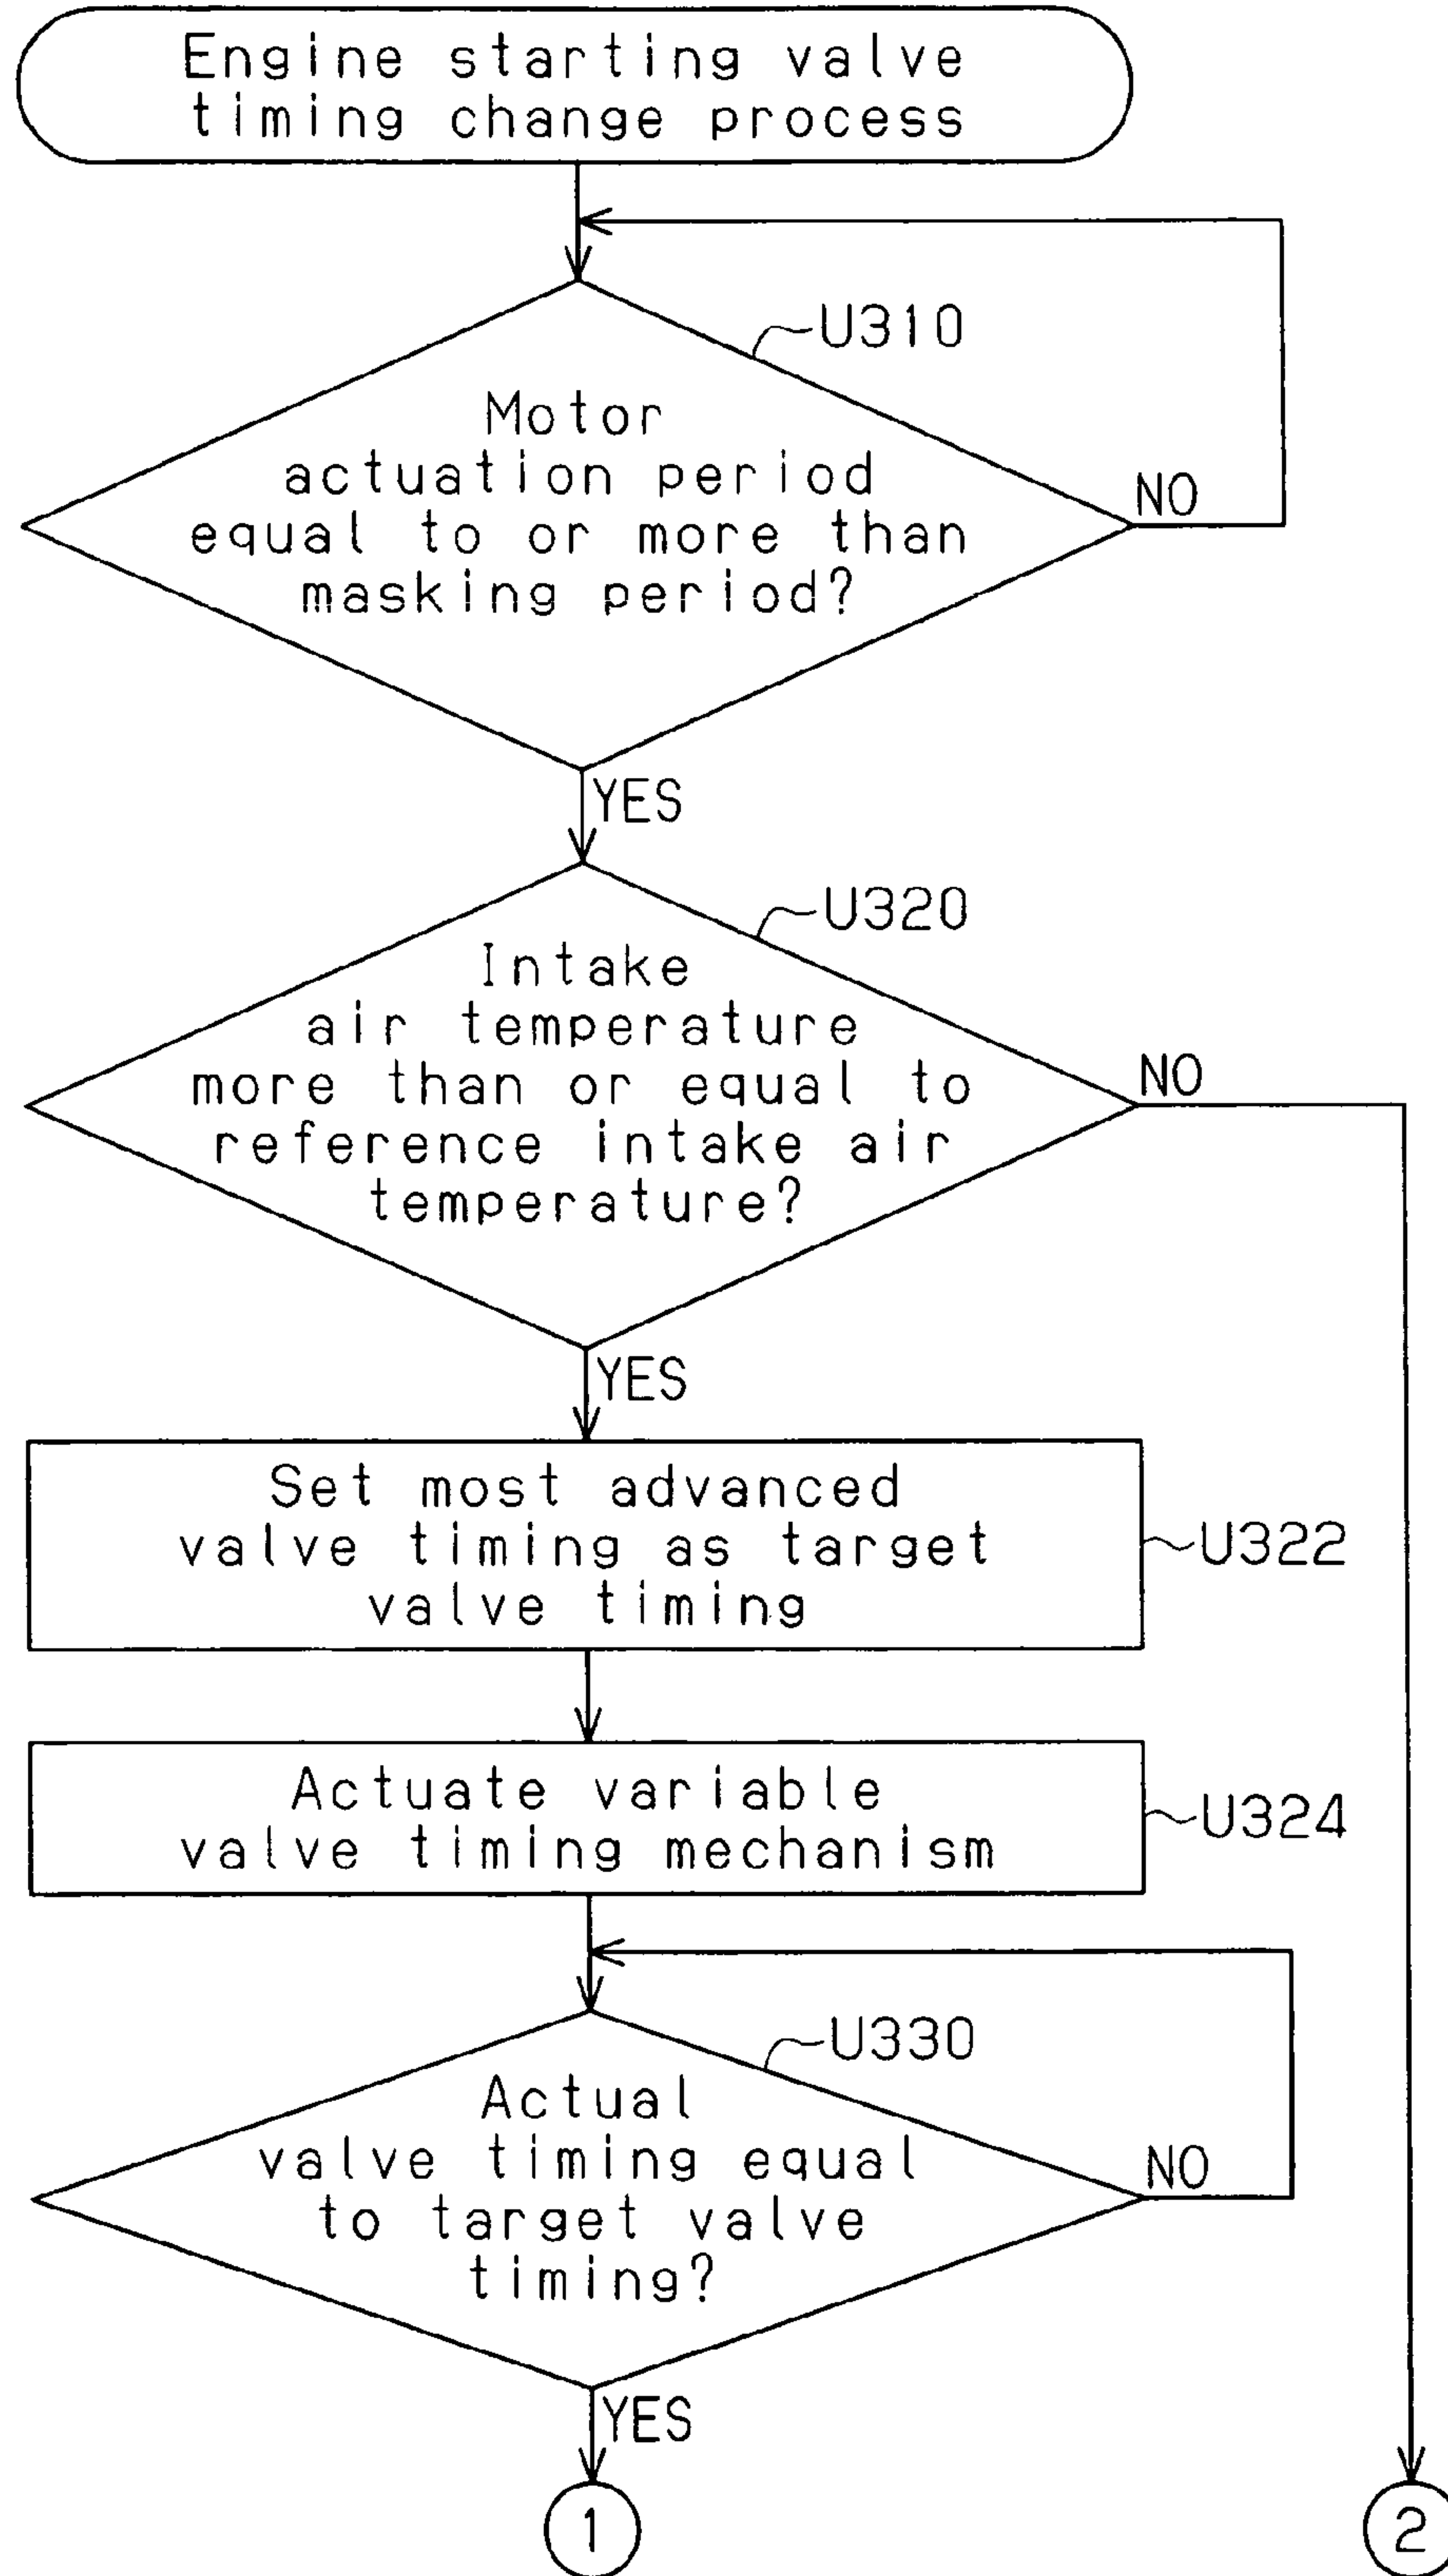 Engine starting valve
timing change process
U310
Motor
actuation period
equal to or more than
masking period?
NO
YES
U320
Intake
air temperature
more than or equal to
reference intake air
temperature?
NO
YES
Set most advanced
valve timing as target
valve timing
U322
Actuate variable
valve timing mechanism
U324
U330
Actual
valve timing equal
to target valve
timing?
NO
YES
1
2